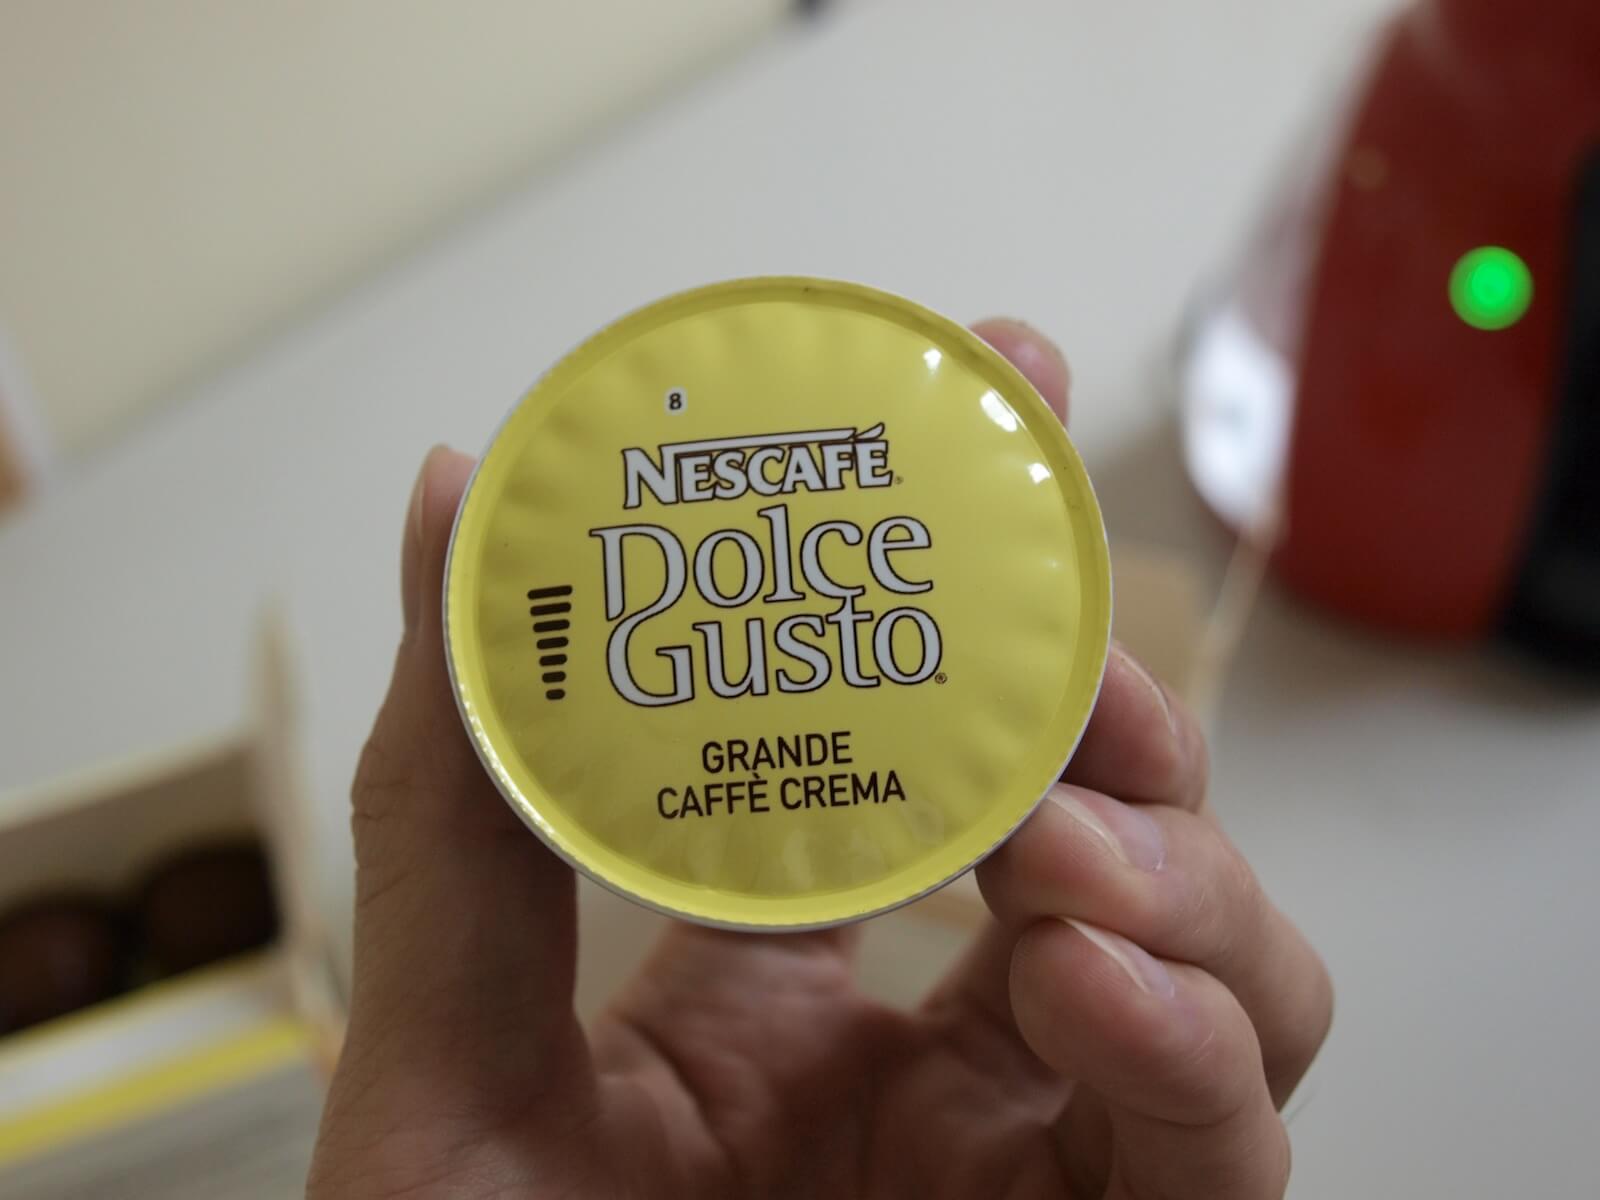 8
NESCAFÉ®
Dolce
Gusto®
GRANDE
CAFFÈ CREMA